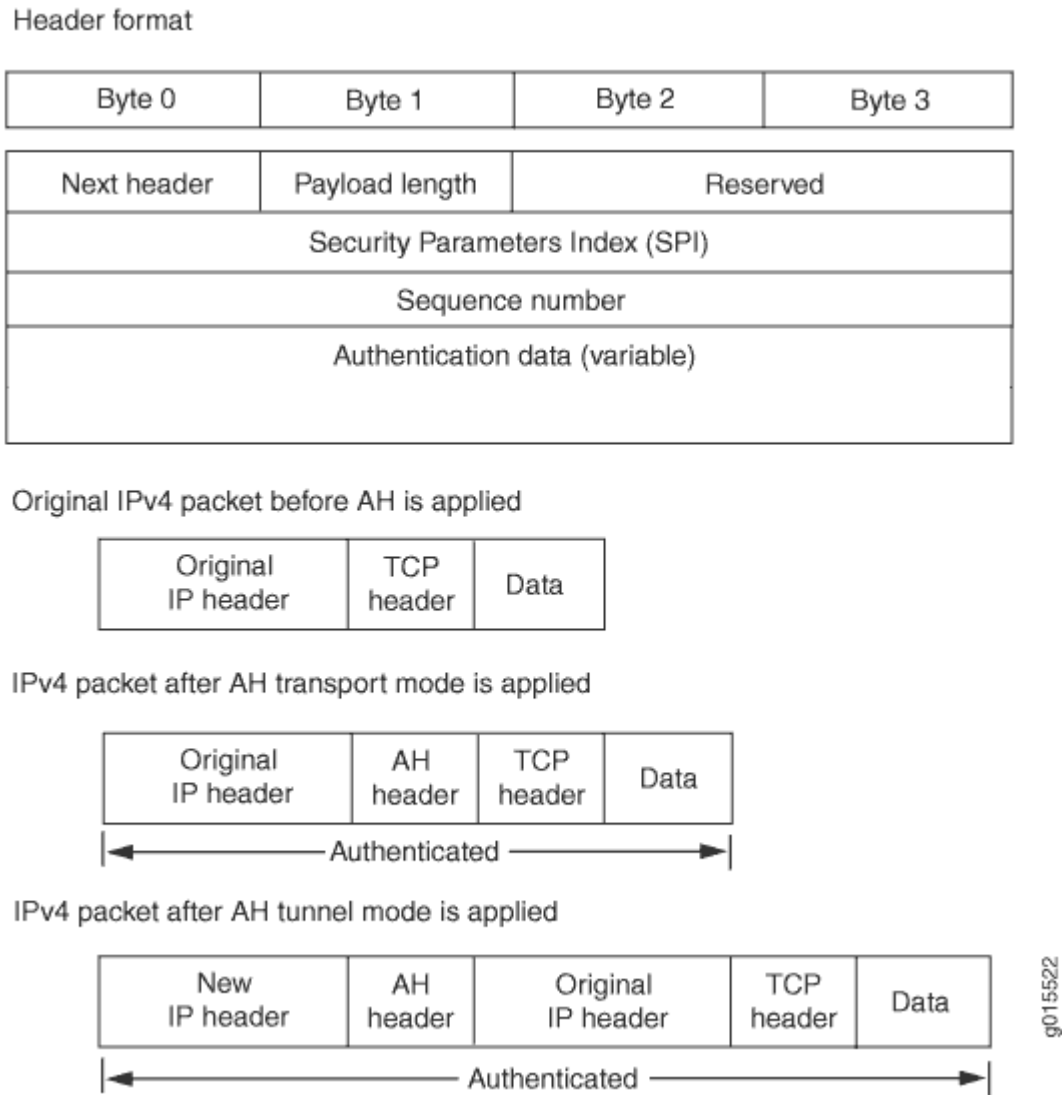 Header format
Byte 0 Byte 1 Byte 2 Byte 3
Next header Payload length Reserved
Security Parameters Index (SPI)
Sequence number
Authentication data (variable)
Original IPv4 packet before AH is applied
Original
IP header
TCP
header
Data
IPv4 packet after AH transport mode is applied
Original
IP header
AH
header
TCP
header
Data
Authenticated
IPv4 packet after AH tunnel mode is applied
New
IP header
AH
header
Original
IP header
TCP
header
Data
Authenticated
g015522